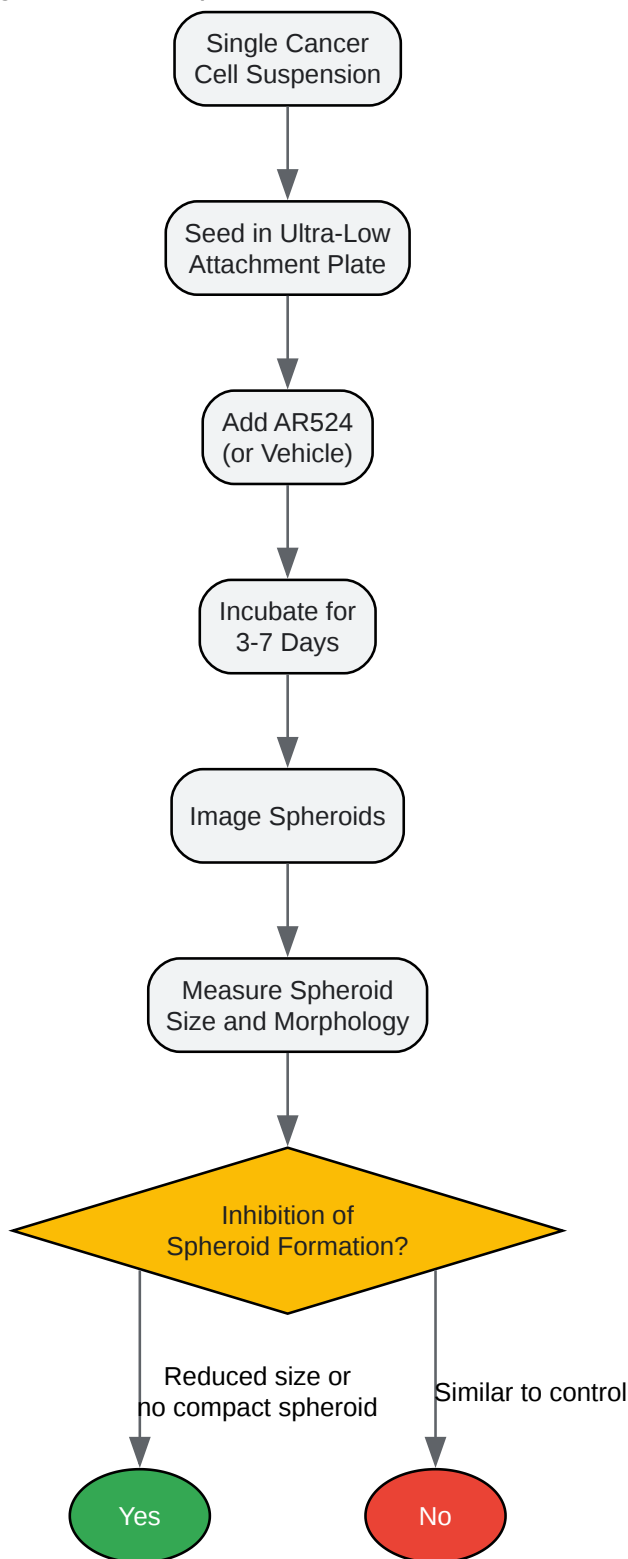 Single Cancer
Cell Suspension
Seed in Ultra-Low
Attachment Plate
Add AR524
(or Vehicle)
Incubate for
3-7 Days
Image Spheroids
Measure Spheroid
Size and Morphology
Inhibition of
Spheroid Formation?
Reduced size or
no compact spheroid
Similar to control
Yes
No